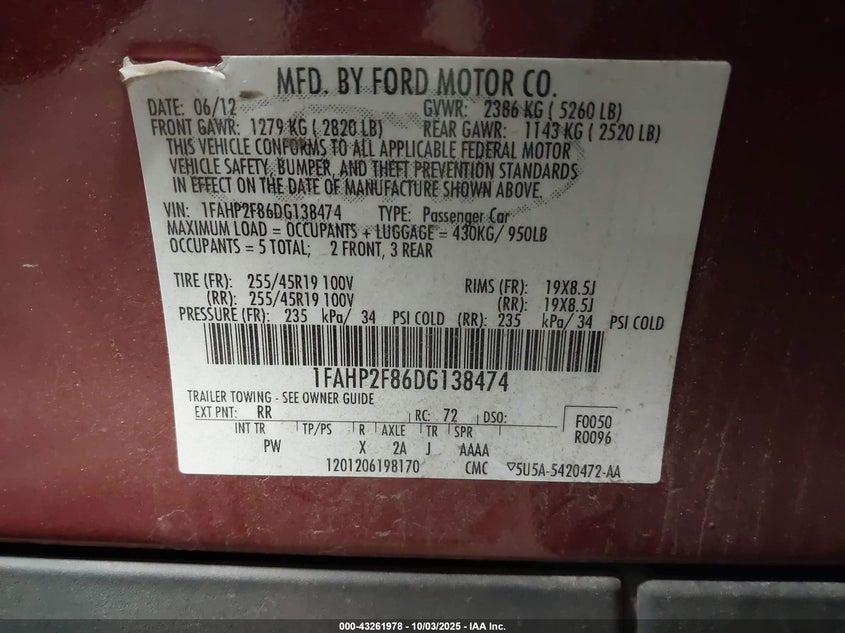 MFD. BY FORD MOTOR CO.
DATE: 06/12 GVWR: 2386 KG ( 5260 LB)
FRONT GAWR: 1279 KG ( 2820 LB) REAR GAWR: 1143 KG ( 2520 LB)
THIS VEHICLE CONFORMS TO ALL APPLICABLE FEDERAL MOTOR
VEHICLE SAFETY, BUMPER, AND THEFT PREVENTION STANDARDS
IN EFFECT ON THE DATE OF MANUFACTURE SHOWN ABOVE.
VIN: 1FAHP2F86DG138474 TYPE: Passenger Car
MAXIMUM LOAD = OCCUPANTS + LUGGAGE = 430KG/ 950LB
OCCUPANTS = 5 TOTAL; 2 FRONT, 3 REAR
TIRE (FR): 255/45R19 100V RIMS (FR): 19X8.5J
(RR): 255/45R19 100V (RR): 19X8.5J
PRESSURE (FR): 235 kPa/ 34 PSI COLD (RR): 235 kPa/ 34 PSI COLD
1FAHP2F86DG138474
TRAILER TOWING - SEE OWNER GUIDE
EXT PNT: RR RC: 72 DSO: F0050
INT TR TP/PS R AXLE TR SPR R0096
PW X 2A J AAAA
1201206198170 CMC ▽5U5A-5420472-AA
000-43261978 - 10/03/2025 - IAA Inc.